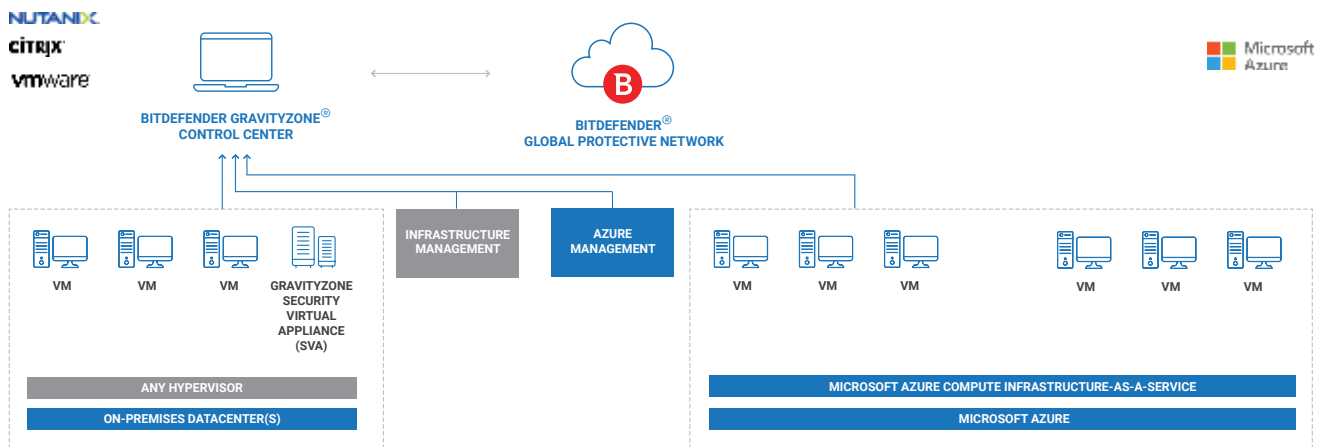 NUTANIX
CİTRIX
vmware
Microsoft
Azure
B
BITDEFENDER GRAVITYZONE®
CONTROL CENTER
BITDEFENDER®
GLOBAL PROTECTIVE NETWORK
INFRASTRUCTURE
MANAGEMENT
AZURE
MANAGEMENT
VM
VM
VM
GRAVITYZONE
SECURITY
VIRTUAL
APPLIANCE
(SVA)
ANY HYPERVISOR
ON-PREMISES DATACENTER(S)
VM
VM
VM
VM
VM
VM
MICROSOFT AZURE COMPUTE INFRASTRUCTURE-AS-A-SERVICE
MICROSOFT AZURE